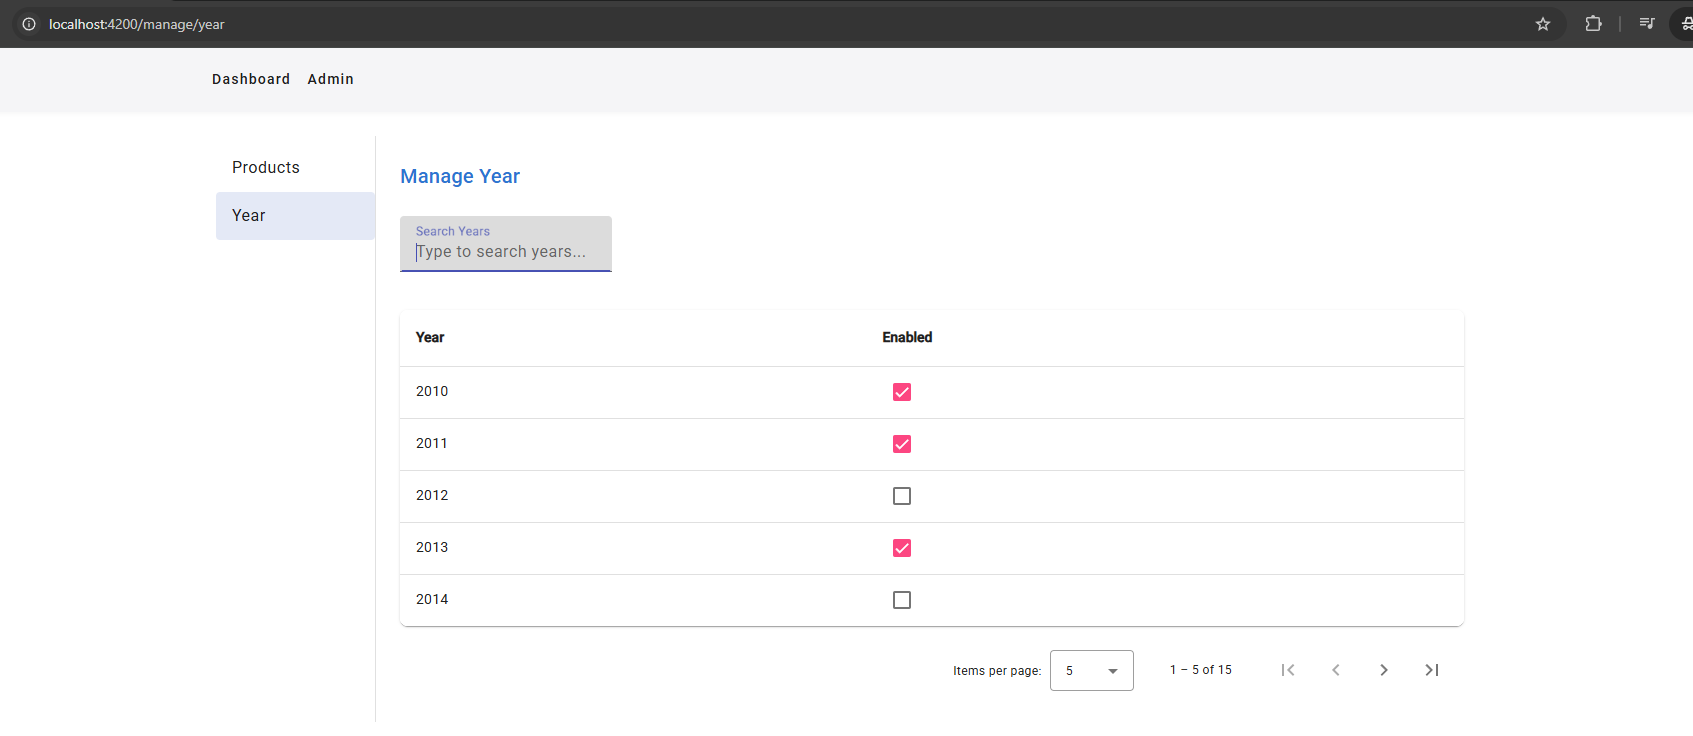 localhost:4200/manage/year
Dashboard Admin
Products
Year
Manage Year
Search Years
Type to search years...
Year Enabled
2010
2011
2012
2013
2014
Items per page: 5 1 – 5 of 15